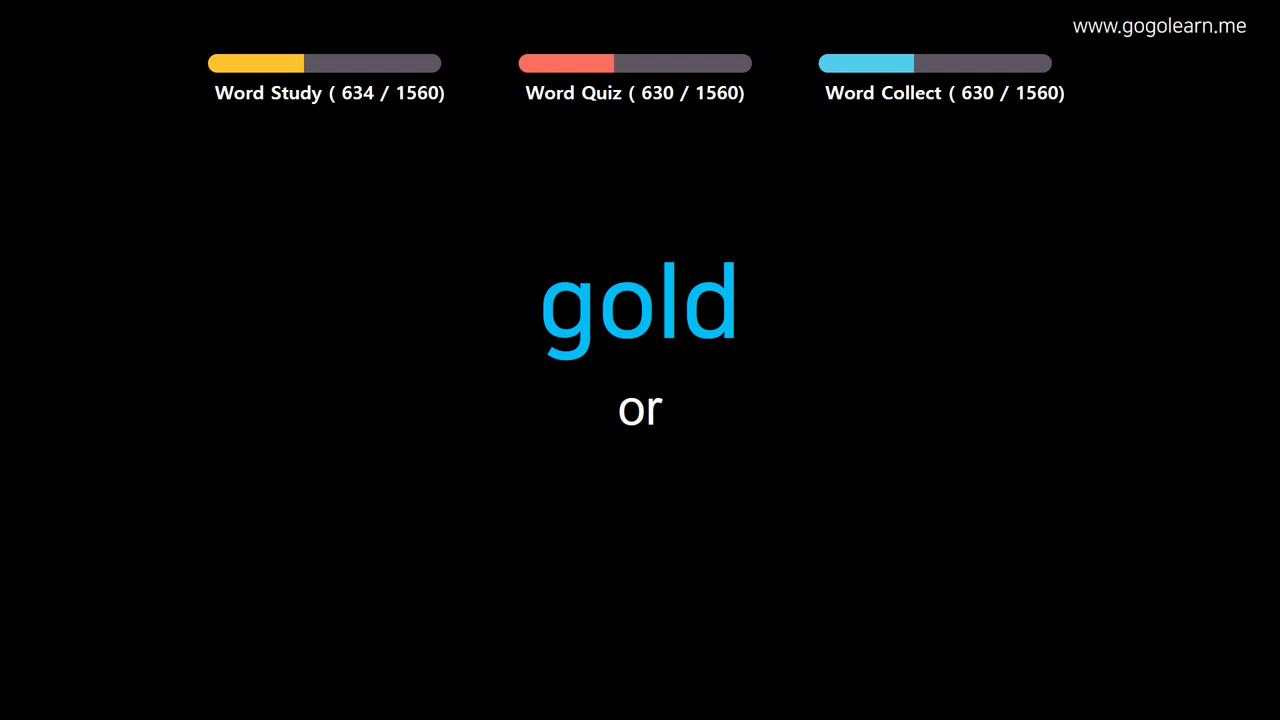 www.gogolearn.me
Word Study ( 634 / 1560)
Word Quiz ( 630 / 1560)
Word Collect ( 630 / 1560)
gold
or